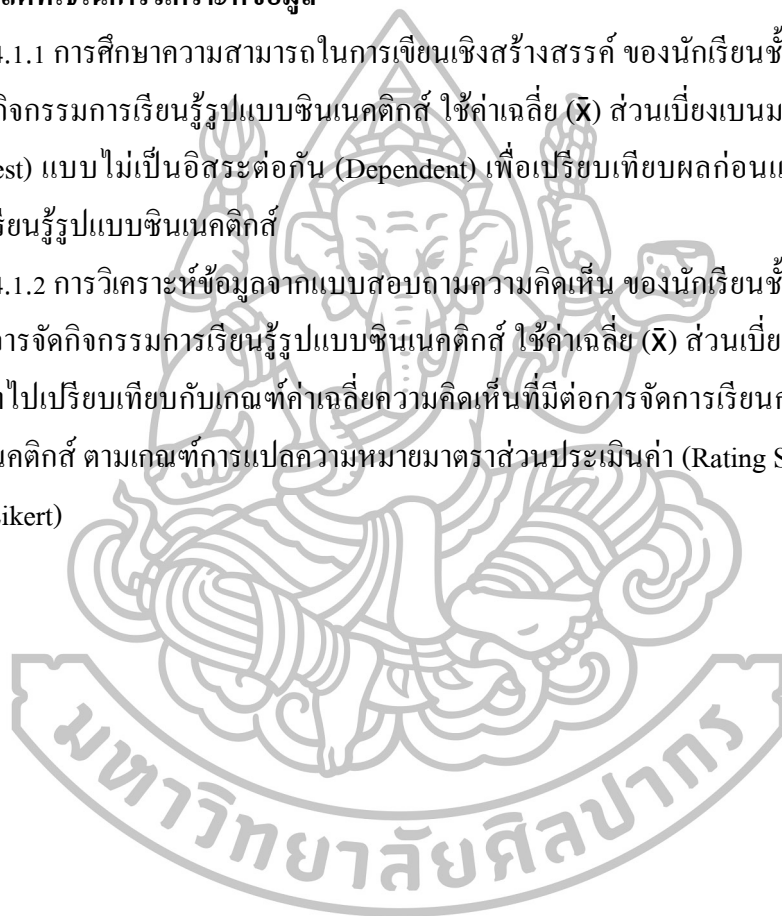 4.1.1 การศึกษาความสามารถในการเขียนเชิงสร้างสรรค์ ของนักเรียนชั้
กิจกรรมการเรียนรู้รูปแบบซินเนคติกส์ ใช้ค่าเฉลี่ย (x̄) ส่วนเบี่ยงเบนม
est) แบบไม่เป็นอิสระต่อกัน (Dependent) เพื่อเปรียบเทียบผลก่อนแ
รียนรู้รูปแบบซินเนคติกส์
4.1.2 การวิเคราะห์ข้อมูลจากแบบสอบถามความคิดเห็น ของนักเรียนชั้
การจัดกิจกรรมการเรียนรู้รูปแบบซินเนคติกส์ ใช้ค่าเฉลี่ย (x̄) ส่วนเบี่ย
าไปเปรียบเทียบกับเกณฑ์ค่าเฉลี่ยความคิดเห็นที่มีต่อการจัดการเรียนก
นคติกส์ ตามเกณฑ์การแปลความหมายมาตราส่วนประเมินค่า (Rating S
ikert)
มหาวิทยาลัยศิลปากร